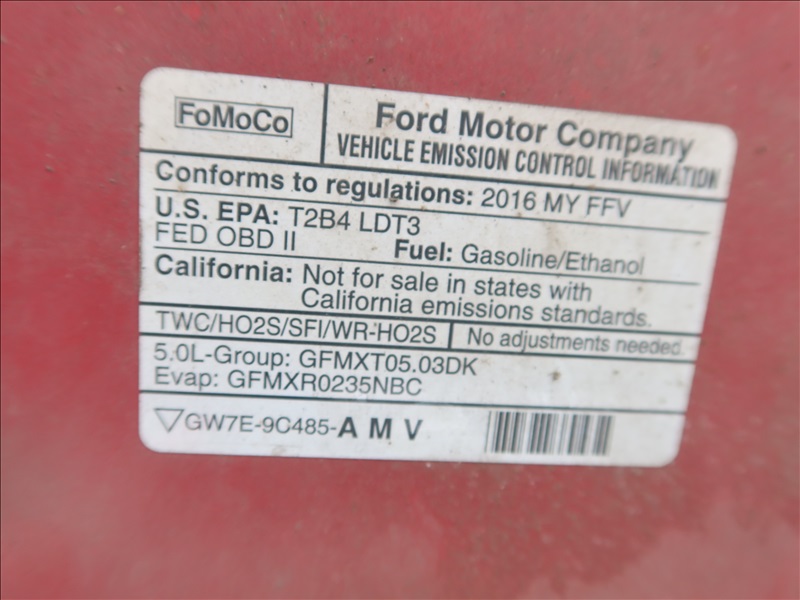 FoMoCo
Ford Motor Company
VEHICLE EMISSION CONTROL INFORMATION
Conforms to regulations: 2016 MY FFV
U.S. EPA: T2B4 LDT3
FED OBD II Fuel: Gasoline/Ethanol
California: Not for sale in states with
California emissions standards.
TWC/HO2S/SFI/WR-HO2S No adjustments needed.
5.0L-Group: GFMXT05.03DK
Evap: GFMXR0235NBC
GW7E-9C485-A M V